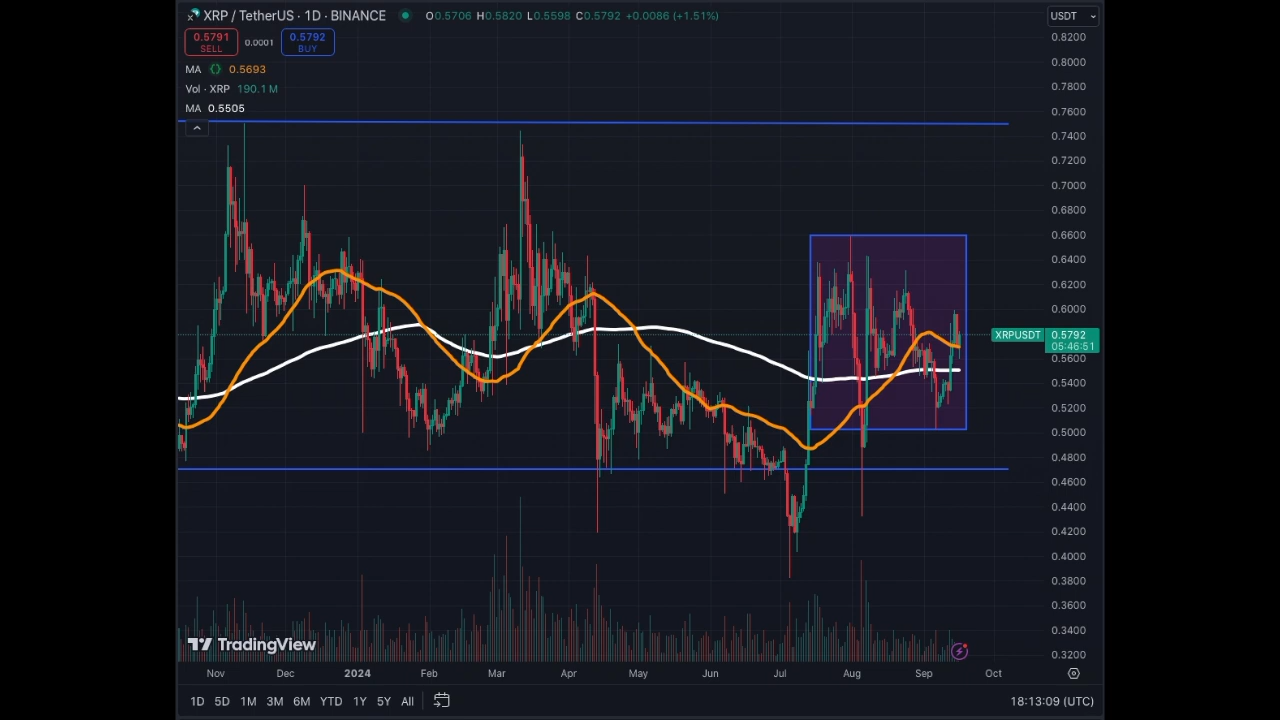 XRP / TetherUS · 1D · BINANCE O0.5706 H0.5820 L0.5598 C0.5792 +0.0086 (+1.51%)
USDT
0.5791 0.0001 0.5792
SELL BUY
MA 0.5693
Vol · XRP 190.1 M
MA 0.5505
0.8200
0.8000
0.7800
0.7600
0.7400
0.7200
0.7000
0.6800
0.6600
0.6400
0.6200
0.6000
XRPUSDT 0.5792
05:46:51
0.5600
0.5400
0.5200
0.5000
0.4800
0.4600
0.4400
0.4200
0.4000
0.3800
0.3600
0.3400
0.3200
TradingView
Nov Dec 2024 Feb Mar Apr May Jun Jul Aug Sep Oct
1D 5D 1M 3M 6M YTD 1Y 5Y All 18:13:09 (UTC)